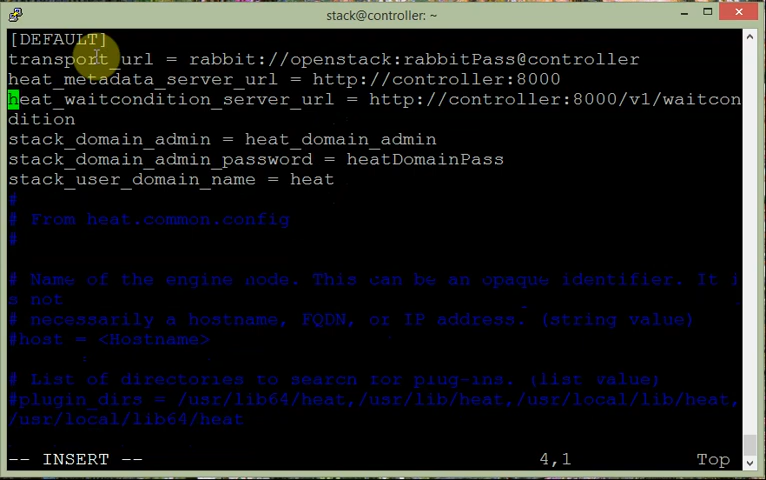 stack@controller: ~
[DEFAULT]
transport_url = rabbit://openstack:rabbitPass@controller
heat_metadata_server_url = http://controller:8000
heat_waitcondition_server_url = http://controller:8000/v1/waitcon
dition
stack_domain_admin = heat_domain_admin
stack_domain_admin_password = heatDomainPass
stack_user_domain_name = heat
#
# From heat.common.config
#
# Name of the engine node. This can be an opaque identifier. It i
s not
# necessarily a hostname, FQDN, or IP address. (string value)
#host = <Hostname>
# List of directories to search for plug-ins. (list value)
#plugin_dirs = /usr/lib64/heat,/usr/lib/heat,/usr/local/lib/heat,
/usr/local/lib64/heat
-- INSERT -- 4,1 Top